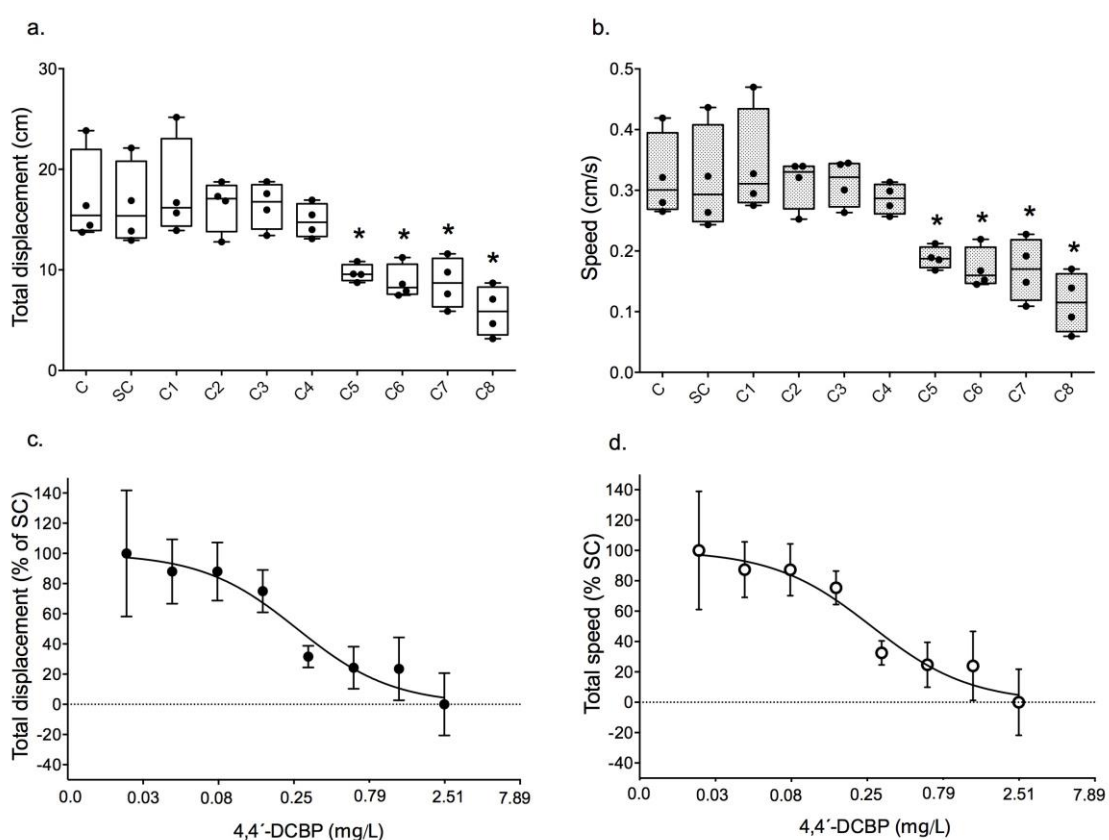 a.
Total displacement (cm)
30
20
10
0
* * * *
C SC C1 C2 C3 C4 C5 C6 C7 C8
b.
Speed (cm/s)
0.5
0.4
0.3
0.2
0.1
0.0
* * * *
C SC C1 C2 C3 C4 C5 C6 C7 C8
c.
Total displacement (% of SC)
140
120
100
80
60
40
20
0
-20
-40
0.0 0.03 0.08 0.25 0.79 2.51 7.89
4,4´-DCBP (mg/L)
d.
Total speed (% SC)
140
120
100
80
60
40
20
0
-20
-40
0.0 0.03 0.08 0.25 0.79 2.51 7.89
4,4´-DCBP (mg/L)